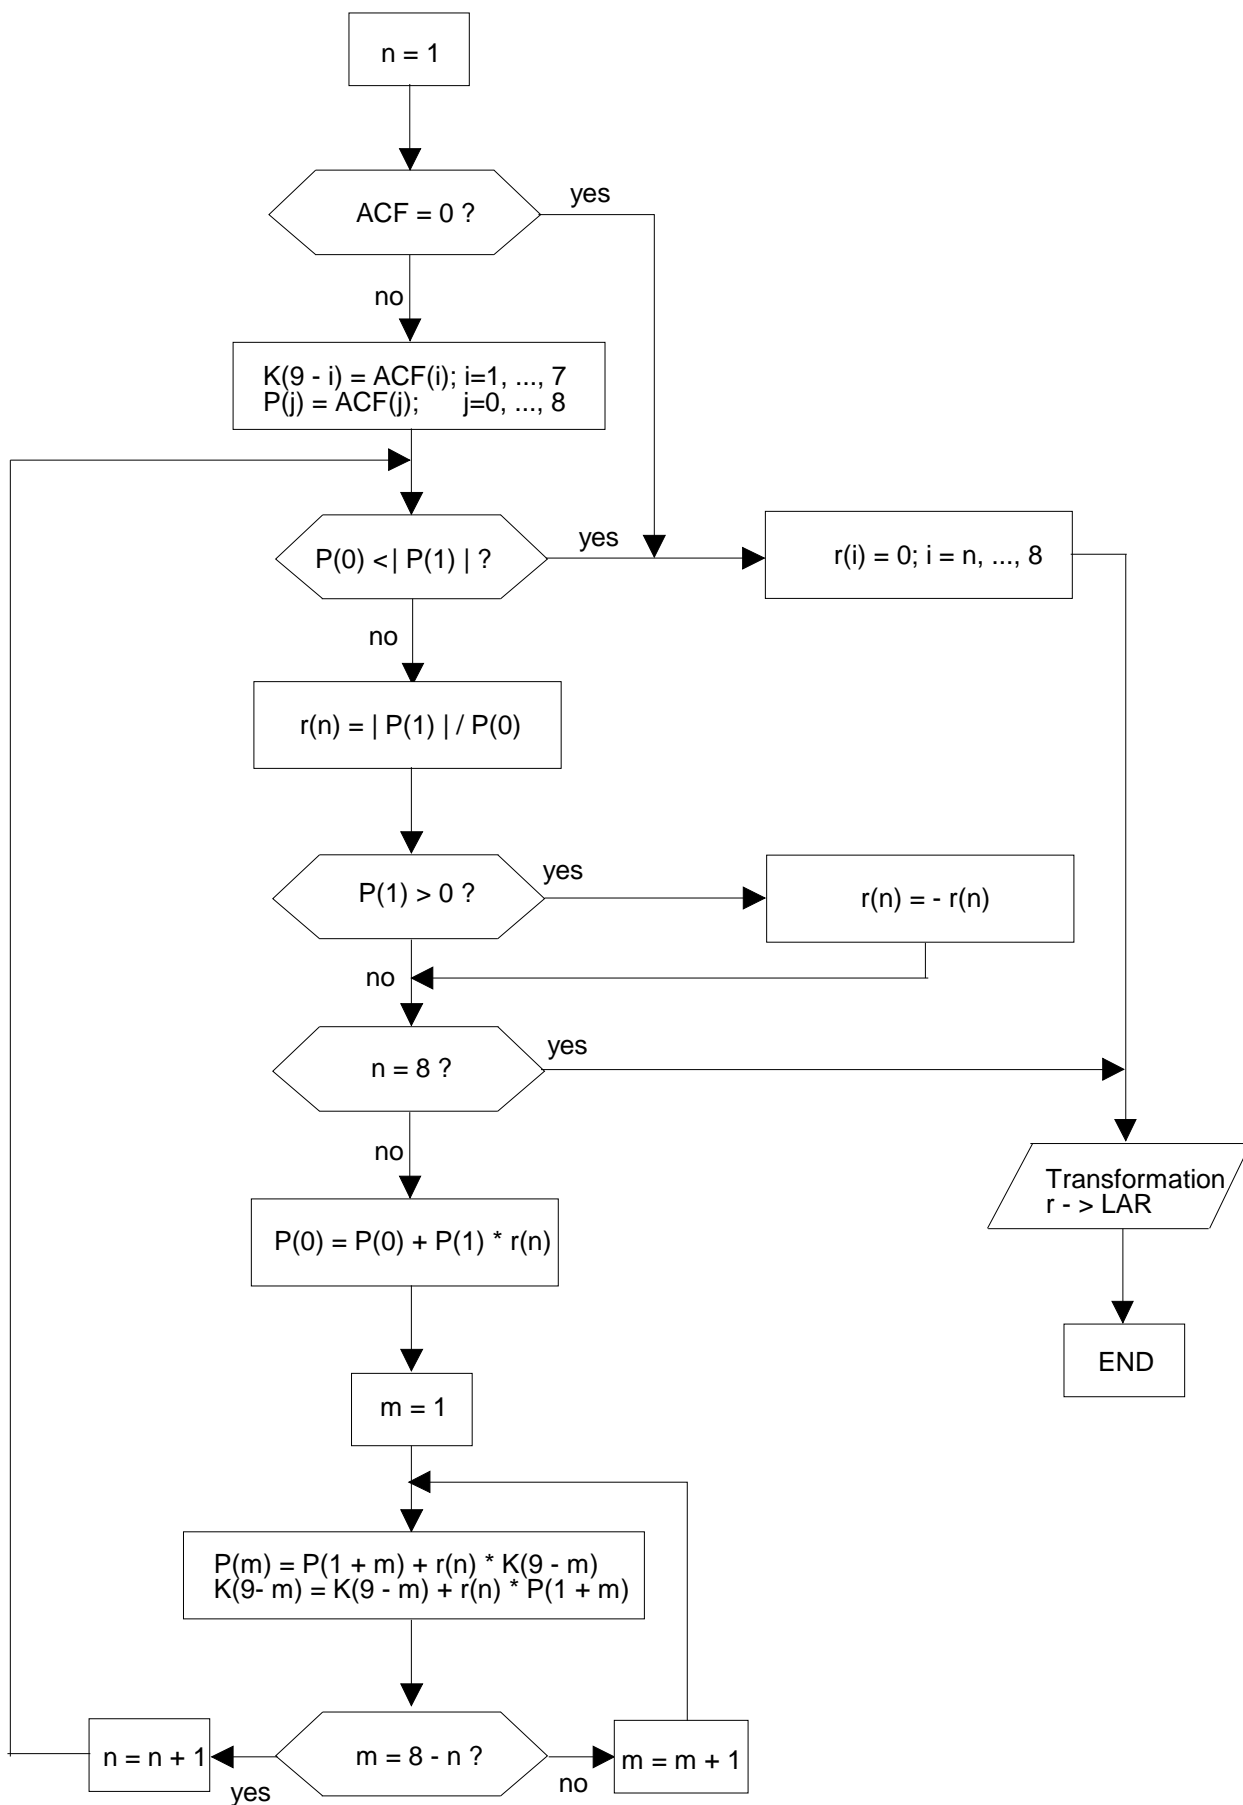 n = 1
ACF = 0 ?
yes
no
K(9 - i) = ACF(i); i=1, ..., 7
P(j) = ACF(j); j=0, ..., 8
P(0) <| P(1) | ?
yes
r(i) = 0; i = n, ..., 8
no
r(n) = | P(1) | / P(0)
P(1) > 0 ?
yes
r(n) = - r(n)
no
n = 8 ?
yes
no
Transformation
r - > LAR
P(0) = P(0) + P(1) * r(n)
END
m = 1
P(m) = P(1 + m) + r(n) * K(9 - m)
K(9- m) = K(9 - m) + r(n) * P(1 + m)
n = n + 1
yes
m = 8 - n ?
no
m = m + 1